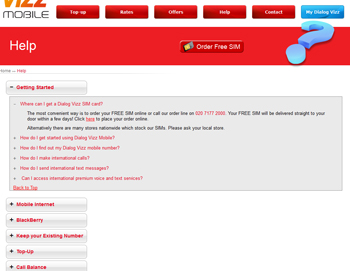 VIZZ
MOBILE
Top-up
Rates
Offers
Help
Contact
My Dialog Vizz
Help
Order Free SIM
Home — Help
Getting Started
Where can I get a Dialog Vizz SIM card?
The most convenient way is to order your FREE SIM online or call our order line on 020 7177 2000. Your FREE SIM will be delivered straight to your
door within a few days! Click here to place your order online.
Alternatively there are many stores nationwide which stock our SIMs. Please ask your local store.
How do I get started using Dialog Vizz Mobile?
How do I find out my Dialog Vizz mobile number?
How do I make international calls?
How do I send international text messages?
Can I access international premium voice and text services?
Back to Top
Mobile Internet
BlackBerry
Keep your Existing Number
Top-Up
Call Balance